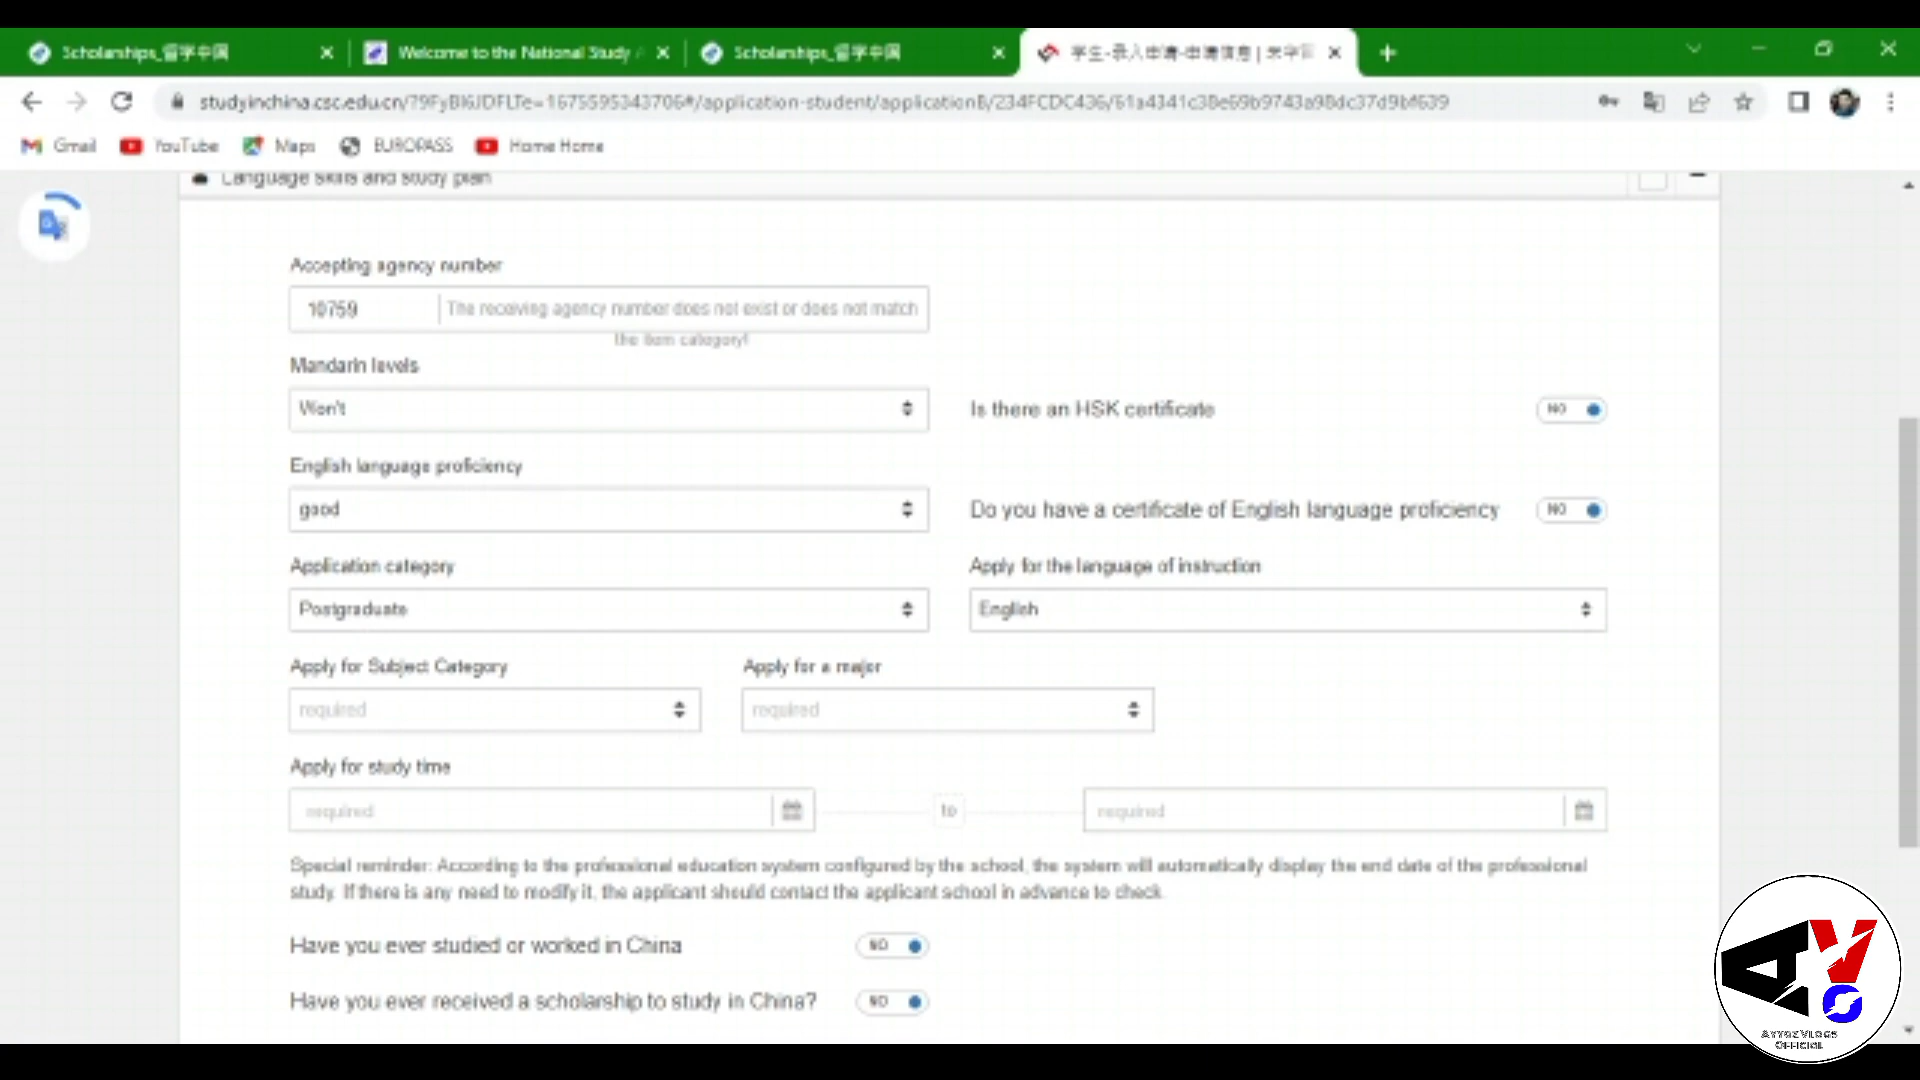 Scholarships_留学中国
Welcome to the National Study
Scholarships_留学中国
学生-录入申请-申请信息 |
studyinchina.csc.edu.cn/?9FyBI6JDFLTe=1675595343706#/application-student/applicationB/234FCDC436/61a4341c38e69b9743a98dc37d9bf639
Gmail
YouTube
Maps
EUROPASS
Home Home
Language skills and study plan
Accepting agency number
10759
The receiving agency number does not exist or does not match
the item category!
Mandarin levels
Won't
Is there an HSK certificate
NO
English language proficiency
good
Do you have a certificate of English language proficiency
NO
Application category
Apply for the language of instruction
Postgraduate
English
Apply for Subject Category
Apply for a major
required
required
Apply for study time
required
to
required
Special reminder: According to the professional education system configured by the school, the system will automatically display the end date of the professional
study. If there is any need to modify it, the applicant should contact the applicant school in advance to check.
Have you ever studied or worked in China
NO
Have you ever received a scholarship to study in China?
NO
AYYAZ VLOGS
OFFICIAL